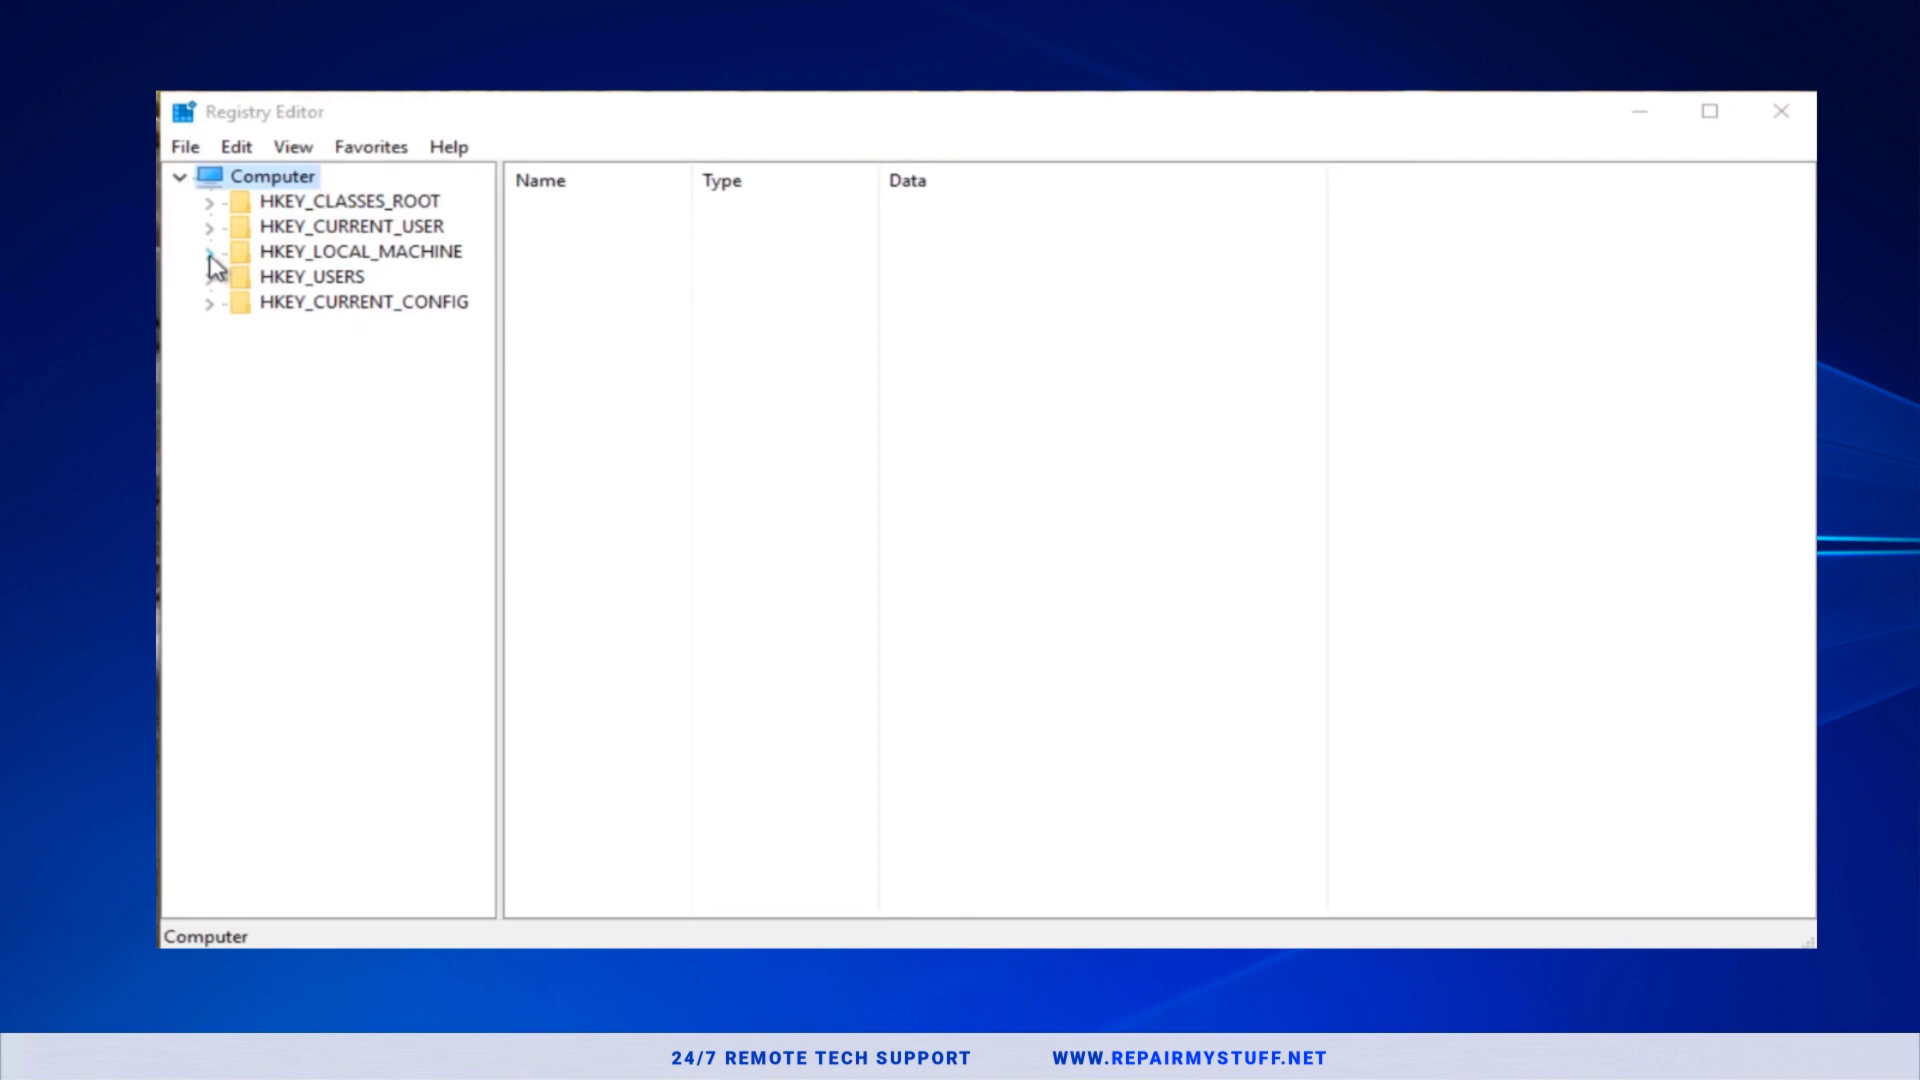 Registry Editor
File Edit View Favorites Help
Computer
HKEY_CLASSES_ROOT
HKEY_CURRENT_USER
HKEY_LOCAL_MACHINE
HKEY_USERS
HKEY_CURRENT_CONFIG
Name Type Data
Computer
24/7 REMOTE TECH SUPPORT WWW.REPAIRMYSTUFF.NET